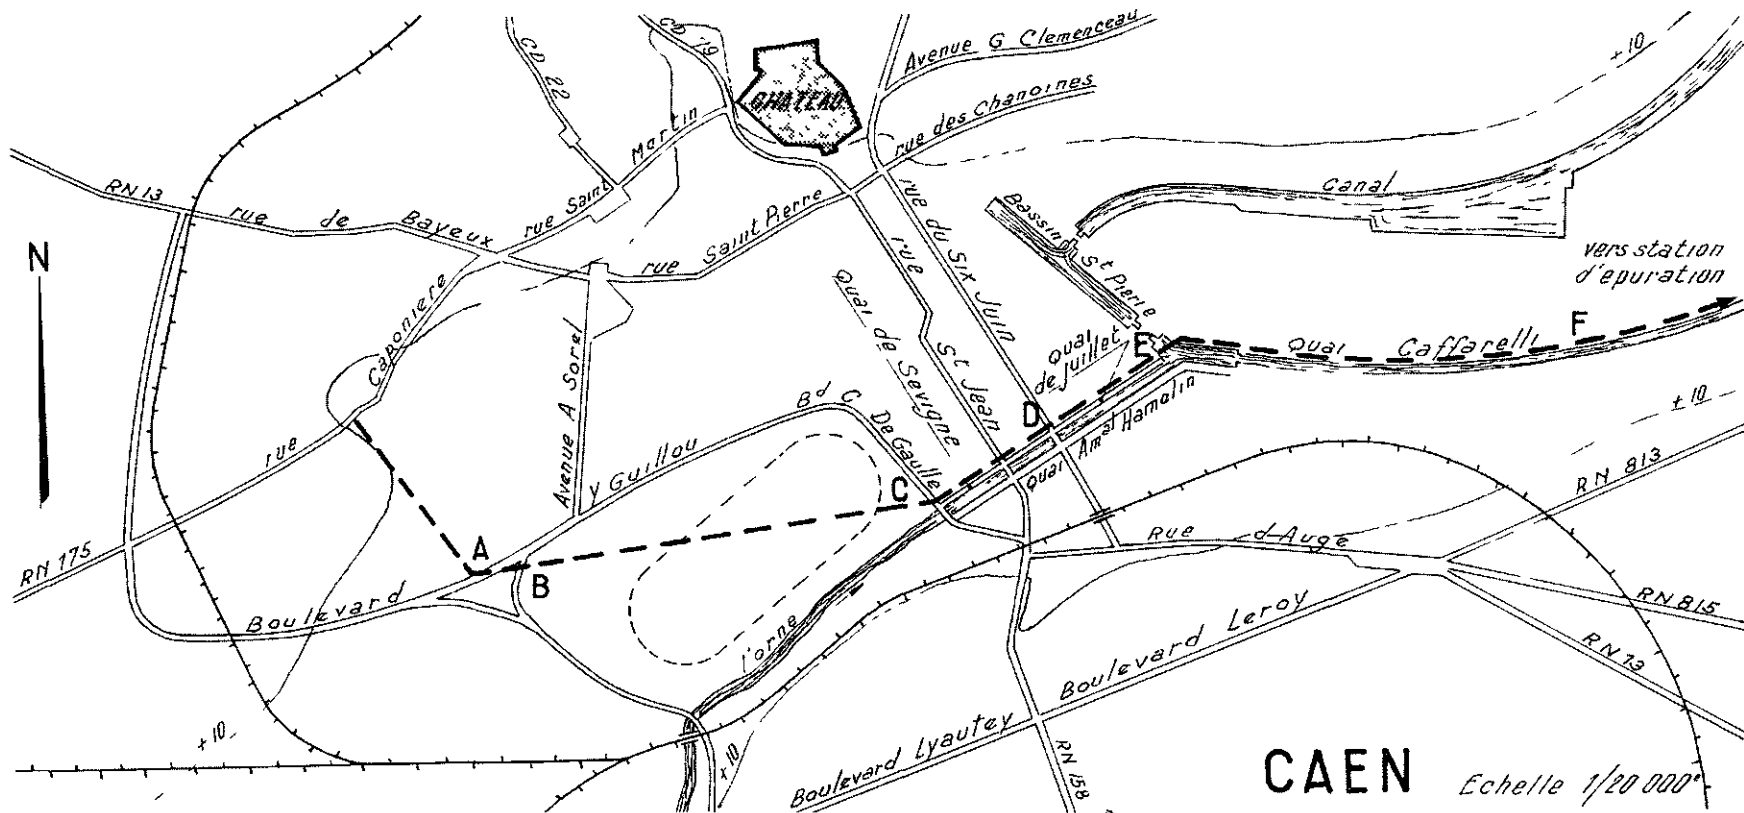 CD 22
CD 79
CHATEAU
Avenue G Clemenceau
rue des Chanoines
+10
RN 13
rue de Bayeux
rue Saint Martin
rue Saint Pierre
Canal
Bassin St Pierre
vers station
d'epuration
N
rue Caponiere
Avenue A Sorel
Quai de Sevigne
rue St Jean
rue du Six Juin
Quai
de Juillet
E
Quai Caffarelli
F
D
Quai Amal Hamelin
Bd G De Gaulle
C
+10
RN 813
RN 175
A
B
Boulevard Y Guillou
l'orne
Rue d'Auge
RN 815
RN 13
Boulevard Lyautey
Boulevard Leroy
RN 158
+10
+10
CAEN
Echelle 1/20 000e